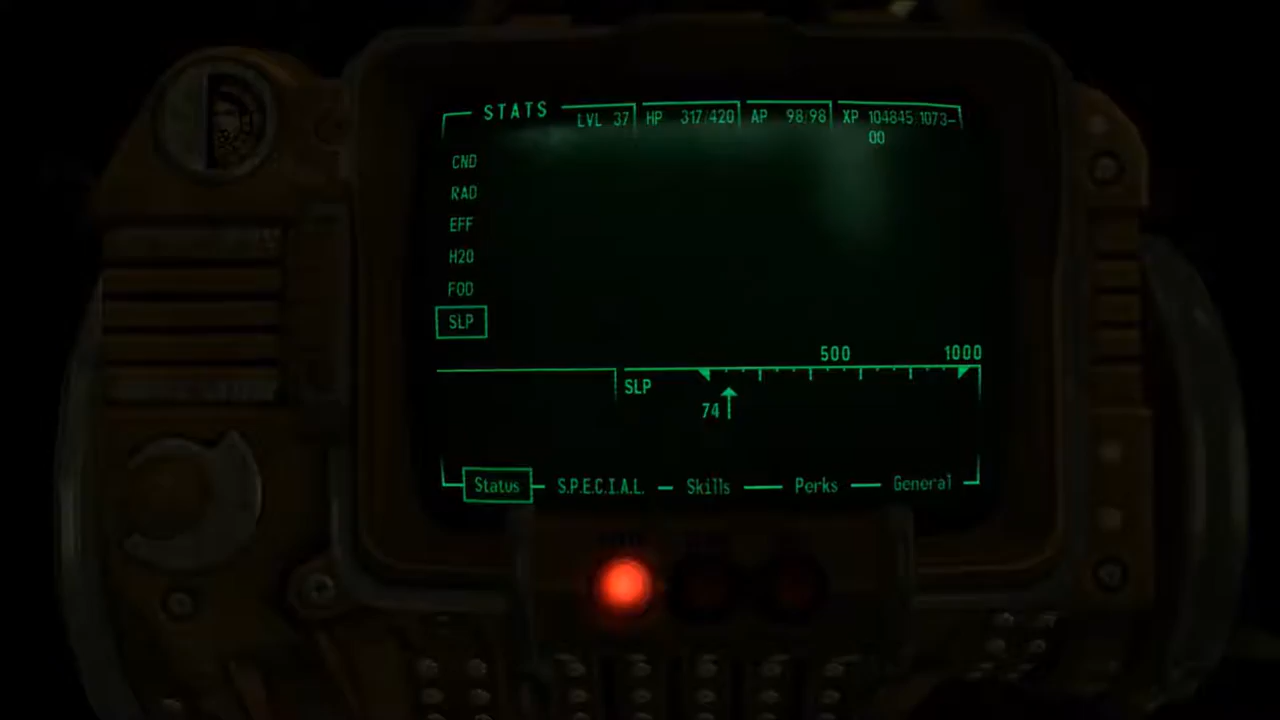 STATS LVL 37 HP 317/420 AP 98/98 XP 104845/1073-
00
CND
RAD
EFF
H2O
FOD
SLP
500 1000
SLP
74
Status S.P.E.C.I.A.L. Skills Perks General